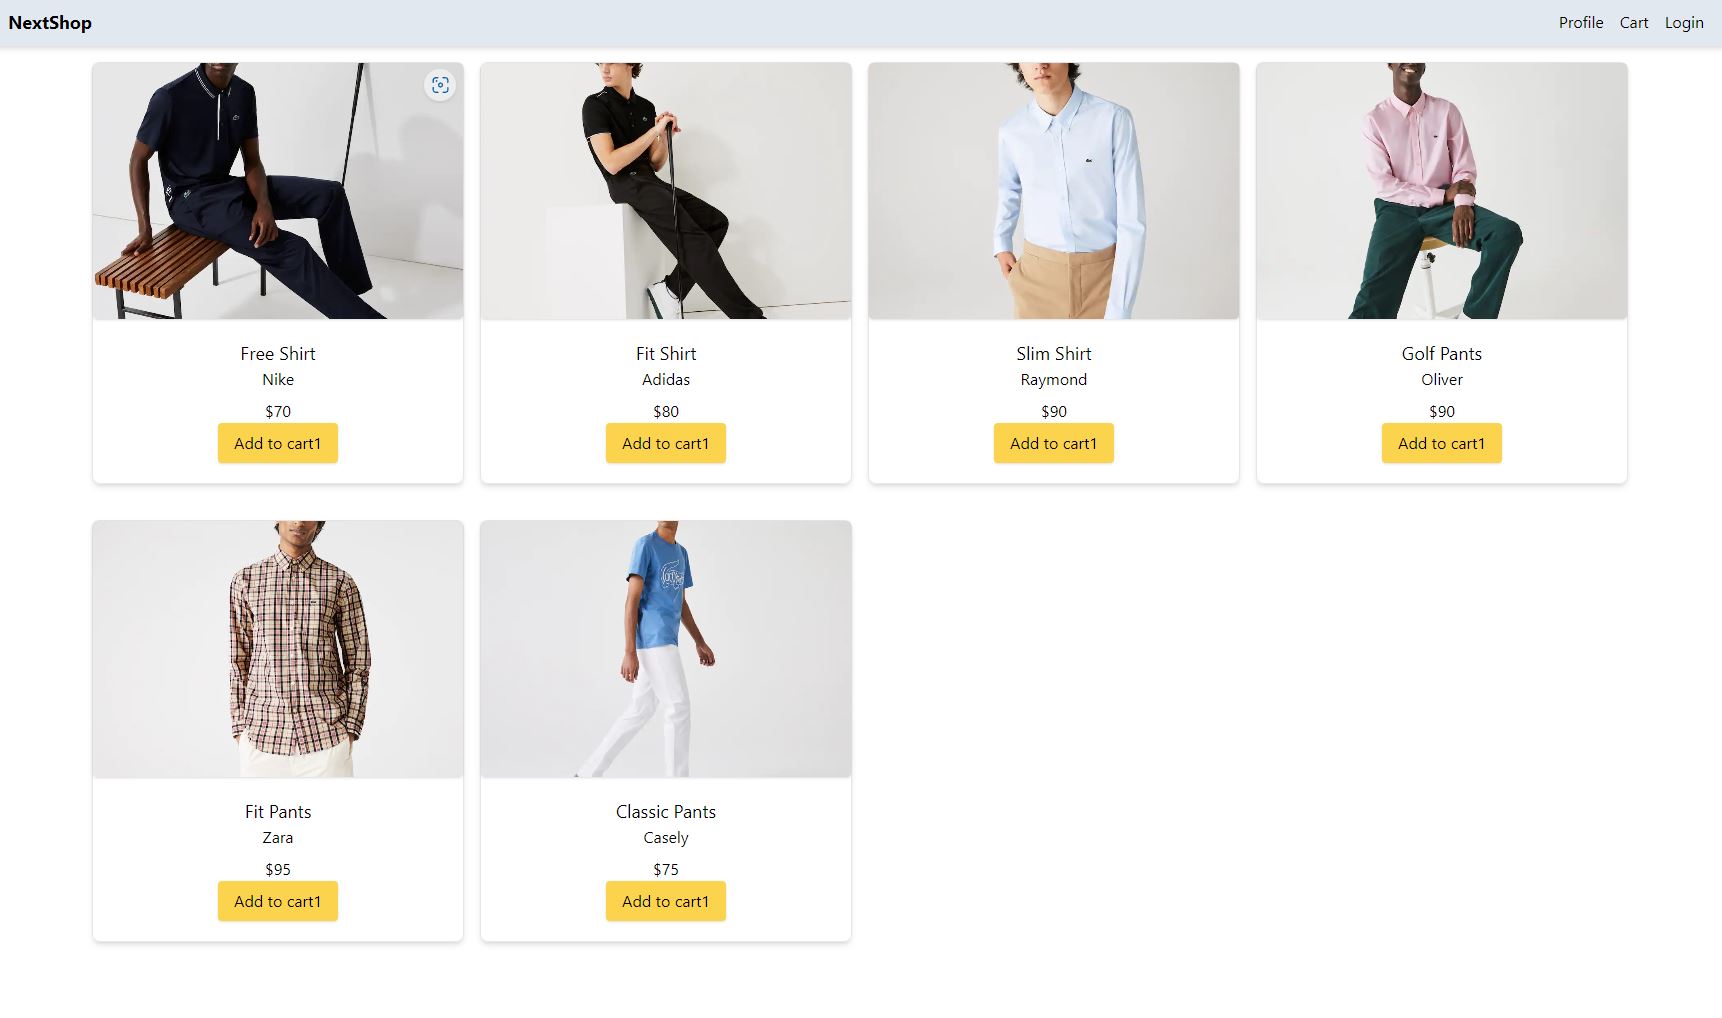 NextShop
Profile Cart Login
Free Shirt
Nike
$70
Add to cart1
Fit Shirt
Adidas
$80
Add to cart1
Slim Shirt
Raymond
$90
Add to cart1
Golf Pants
Oliver
$90
Add to cart1
Fit Pants
Zara
$95
Add to cart1
Classic Pants
Casely
$75
Add to cart1